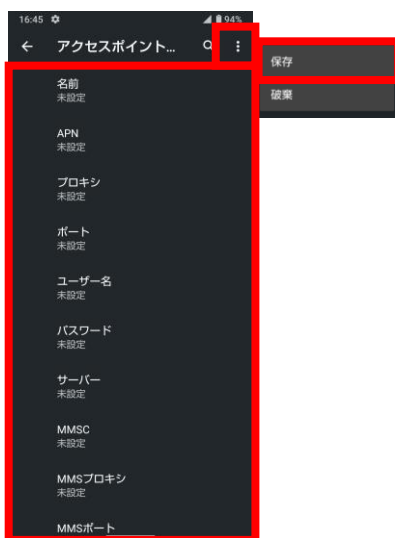 16:45 94%
アクセスポイント...
保存
破棄
名前
未設定
APN
未設定
プロキシ
未設定
ポート
未設定
ユーザー名
未設定
パスワード
未設定
サーバー
未設定
MMSC
未設定
MMSプロキシ
未設定
MMSポート